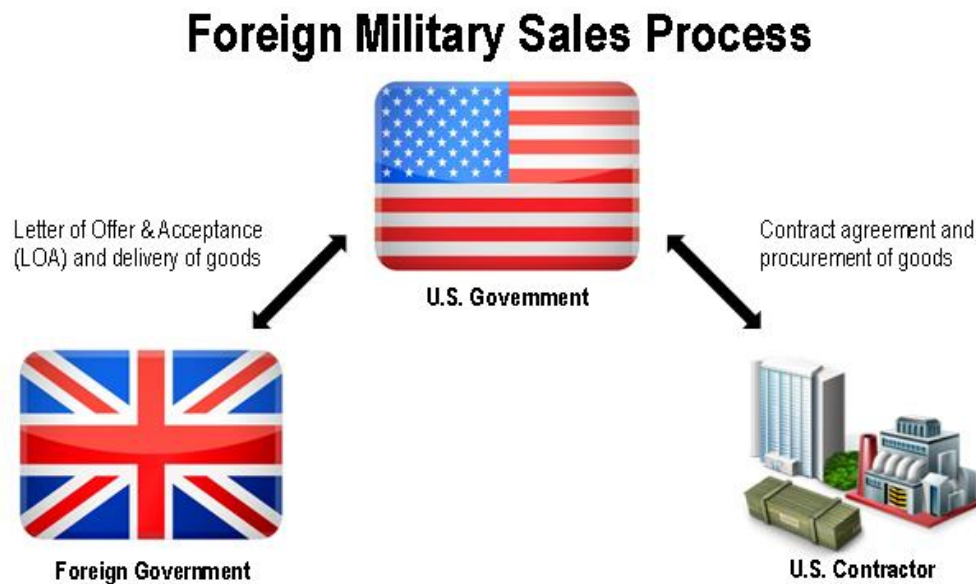 Foreign Military Sales Process
Letter of Offer & Acceptance
(LOA) and delivery of goods
Contract agreement and
procurement of goods
U.S. Government
Foreign Government
U.S. Contractor